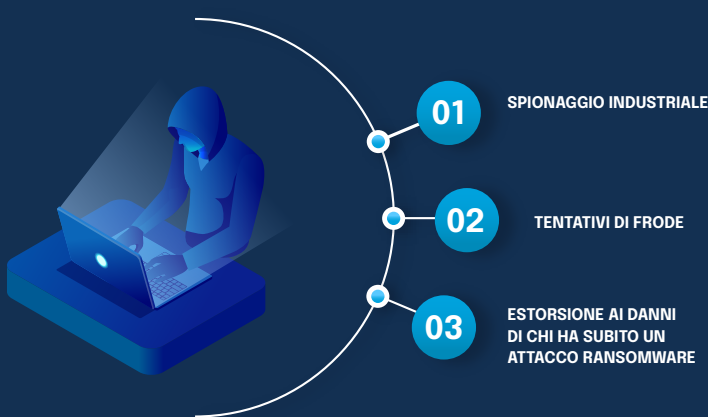 01
SPIONAGGIO INDUSTRIALE
02
TENTATIVI DI FRODE
03
ESTORSIONE AI DANNI
DI CHI HA SUBITO UN
ATTACCO RANSOMWARE